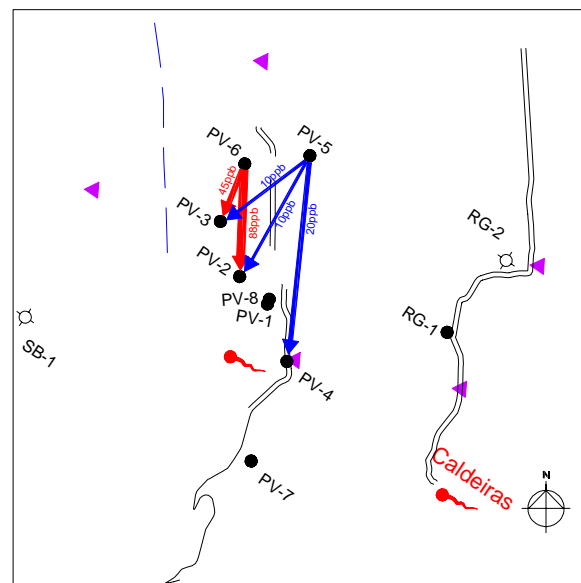 PV-6
PV-5
45ppb
10ppb
PV-3
88ppb
10ppb
20ppb
RG-2
PV-2
PV-8
PV-1
RG-1
SB-1
PV-4
Caldeiras
PV-7
N